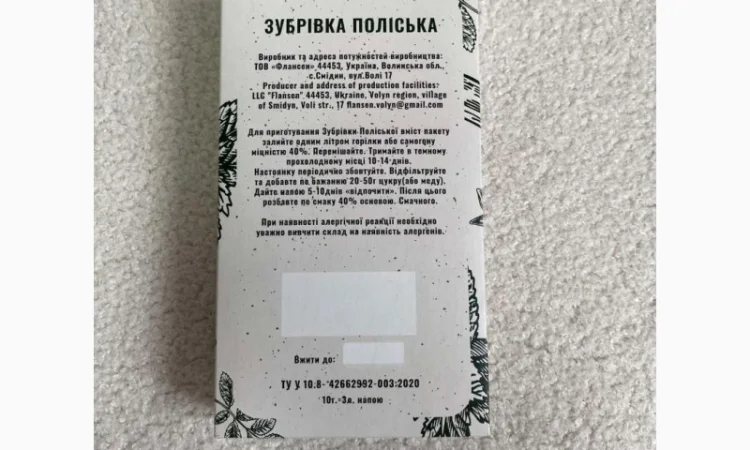 ЗУБРІВКА ПОЛІСЬКА
Виробник та адреса потужностей виробництва:
ТОВ «Флансен» 44453, Україна, Волинська обл.,
с.Смідин, вул.Волі 17
Producer and address of production facilities:
LLC "Flansen" 44453, Ukraine, Volyn region, village
of Smidyn, Voli str., 17 flansen.volyn@gmail.com
Для приготування Зубрівки Поліської вміст пакету
залийте одним літром горілки або самогону
міцністю 40%. Перемішайте. Тримайте в темному
прохолодному місці 10-14 днів.
Настоянку періодично збовтуйте. Відфільтруйте
та добавте по бажанню 20-50г цукру(або меду).
Дайте напою 5-10днів «відпочити». Після цього
розбавте по смаку 40% основою. Смачного.
При наявності алергічної реакції необхідно
уважно вивчити склад на наявність алергенів.
Вжити до:
ТУ У 10.8- 42662992-003:2020
10г.-3л. напою